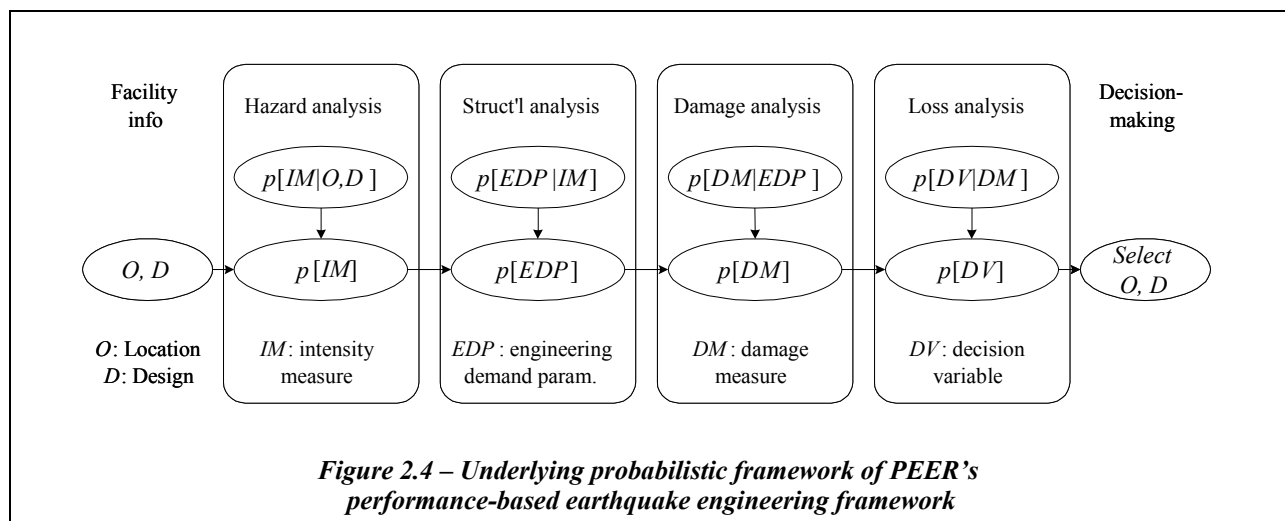 Facility
info
Hazard analysis
Struct'l analysis
Damage analysis
Loss analysis
Decision-
making
p[IM|O,D ]
p[EDP |IM]
p[DM|EDP ]
p[DV|DM]
O, D
p[IM]
p[EDP]
p[DM]
p[DV]
Select
O, D
O: Location
D: Design
IM : intensity
measure
EDP : engineering
demand param.
DM : damage
measure
DV : decision
variable
Figure 2.4 – Underlying probabilistic framework of PEER’s
performance-based earthquake engineering framework